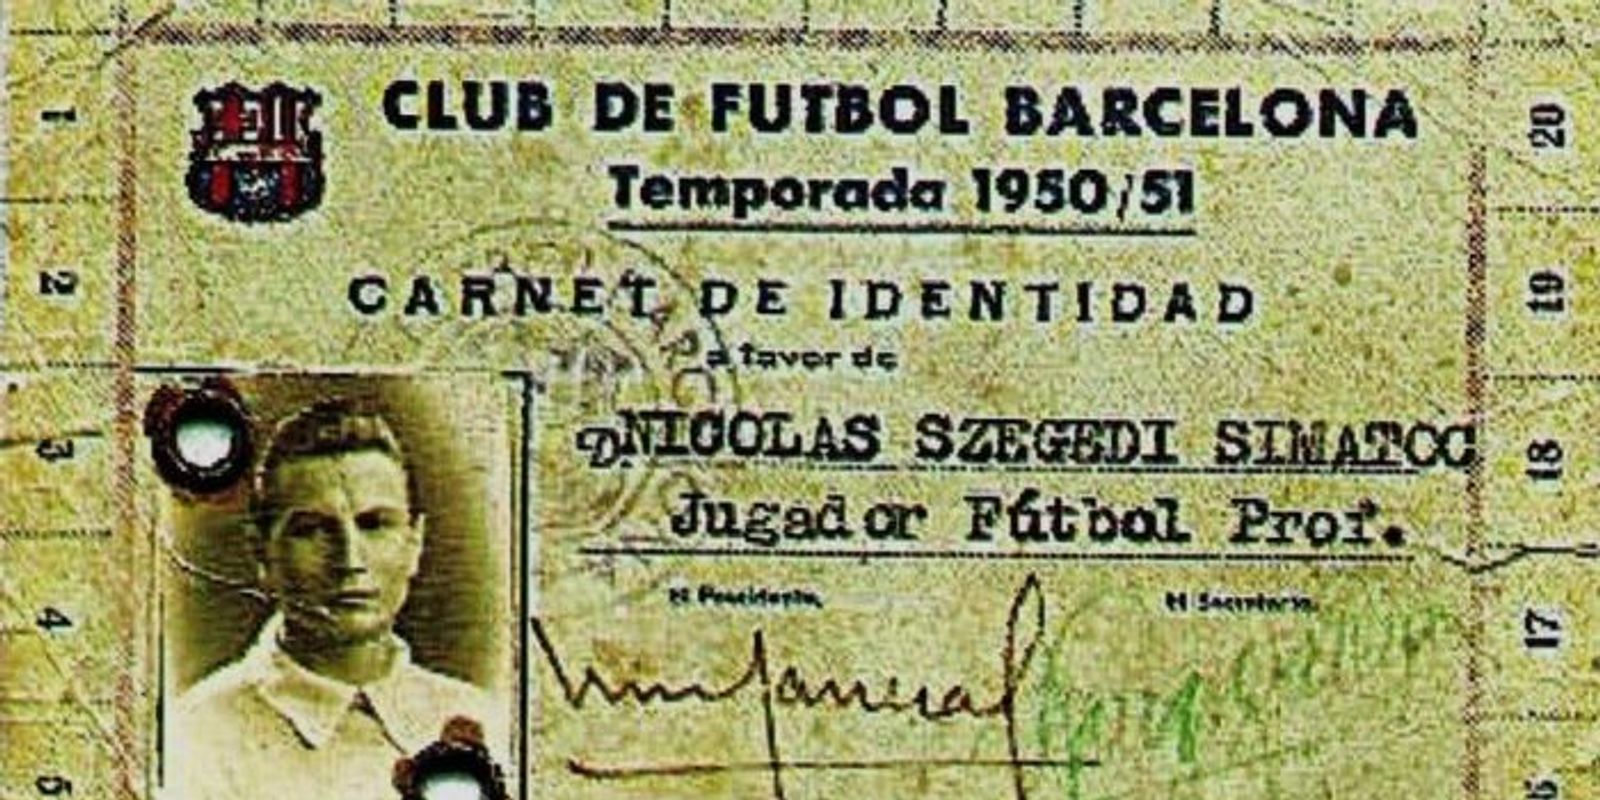 CLUB DE FUTBOL BARCELONA
Temporada 1950/51
CARNET DE IDENTIDAD
a favor de
D NICOLAS SZEGEDI SIMATOC
Jugador Fútbol Prof.
El Presidente,
El Secretario,
1
2
3
4
5
20
19
18
17